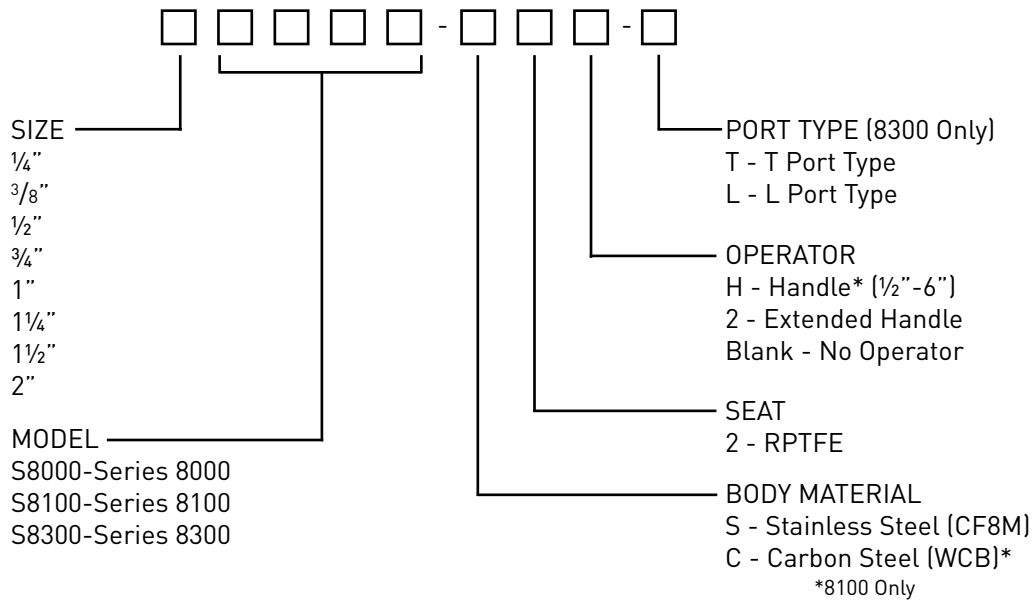 - -
SIZE
¼”
3/8”
½”
¾”
1”
1¼”
1½”
2”
MODEL
S8000-Series 8000
S8100-Series 8100
S8300-Series 8300
PORT TYPE (8300 Only)
T - T Port Type
L - L Port Type
OPERATOR
H - Handle* (½”-6”)
2 - Extended Handle
Blank - No Operator
SEAT
2 - RPTFE
BODY MATERIAL
S - Stainless Steel (CF8M)
C - Carbon Steel (WCB)*
*8100 Only